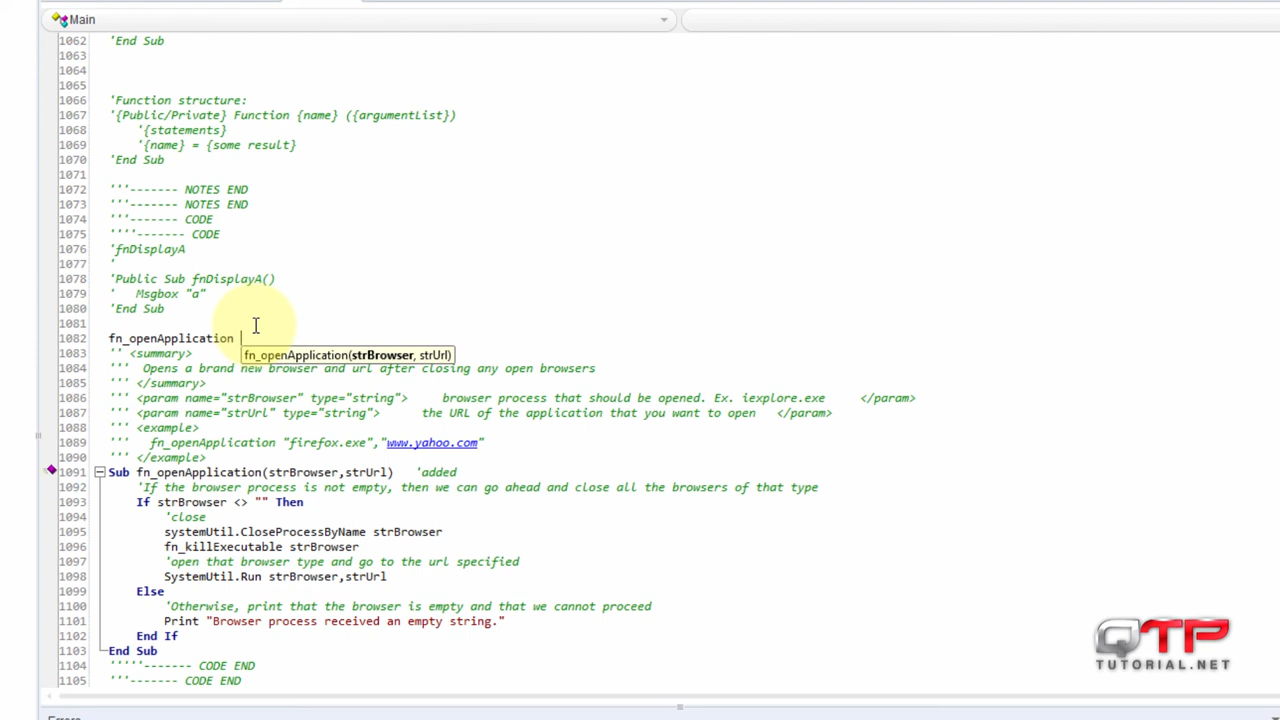 Main
1062 'End Sub
1063
1064
1065
1066 'Function structure:
1067 '{Public/Private} Function {name} ({argumentList})
1068 '{statements}
1069 '{name} = {some result}
1070 'End Sub
1071
1072 '''------- NOTES END
1073 '''------- NOTES END
1074 '''------- CODE
1075 ''''------- CODE
1076 'fnDisplayA
1077 '
1078 'Public Sub fnDisplayA()
1079 ' Msgbox "a"
1080 'End Sub
1081
1082 fn_openApplication
fn_openApplication(strBrowser, strUrl)
1083 '' <summary>
1084 ''' Opens a brand new browser and url after closing any open browsers
1085 ''' </summary>
1086 ''' <param name="strBrowser" type="string"> browser process that should be opened. Ex. iexplore.exe </param>
1087 ''' <param name="strUrl" type="string"> the URL of the application that you want to open </param>
1088 ''' <example>
1089 ''' fn_openApplication "firefox.exe","www.yahoo.com"
1090 ''' </example>
1091 Sub fn_openApplication(strBrowser,strUrl) 'added
1092 'If the browser process is not empty, then we can go ahead and close all the browsers of that type
1093 If strBrowser <> "" Then
1094 'close
1095 systemUtil.CloseProcessByName strBrowser
1096 fn_killExecutable strBrowser
1097 'open that browser type and go to the url specified
1098 SystemUtil.Run strBrowser,strUrl
1099 Else
1100 'Otherwise, print that the browser is empty and that we cannot proceed
1101 Print "Browser process received an empty string."
1102 End If
1103 End Sub
1104 '''''------- CODE END
1105 '''------- CODE END
QTP
TUTORIAL.NET